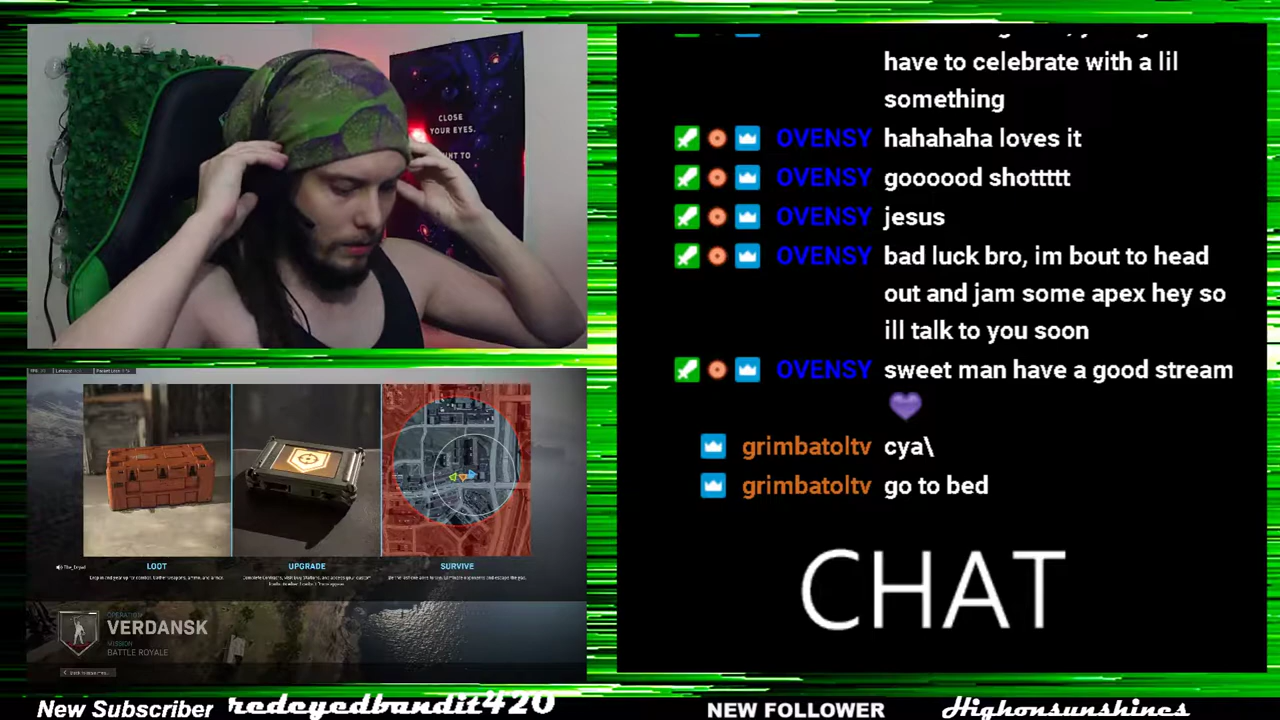 CLOSE
YOUR EYES.
have to celebrate with a lil
something
OVENSY hahahaha loves it
OVENSY goooood shottttt
OVENSY jesus
OVENSY bad luck bro, im bout to head
out and jam some apex hey so
ill talk to you soon
OVENSY sweet man have a good stream
grimbatoltv cya\
grimbatoltv go to bed
CHAT
LOOT
UPGRADE
SURVIVE
OPERATION
VERDANSK
MISSION
BATTLE ROYALE
New Subscriber redeyedbandit420
NEW FOLLOWER Highonsunshines